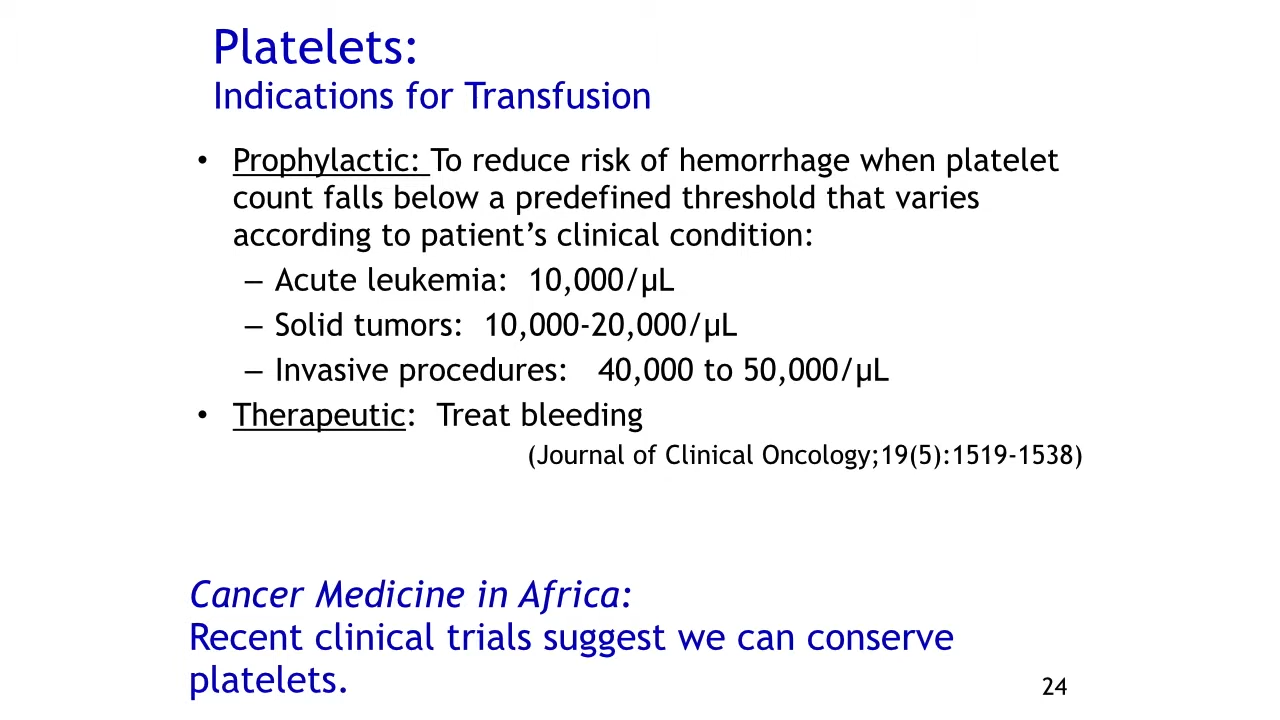 Platelets:
Indications for Transfusion
• Prophylactic: To reduce risk of hemorrhage when platelet
count falls below a predefined threshold that varies
according to patient’s clinical condition:
– Acute leukemia: 10,000/µL
– Solid tumors: 10,000-20,000/µL
– Invasive procedures: 40,000 to 50,000/µL
• Therapeutic: Treat bleeding
(Journal of Clinical Oncology;19(5):1519-1538)
Cancer Medicine in Africa:
Recent clinical trials suggest we can conserve
platelets.
24